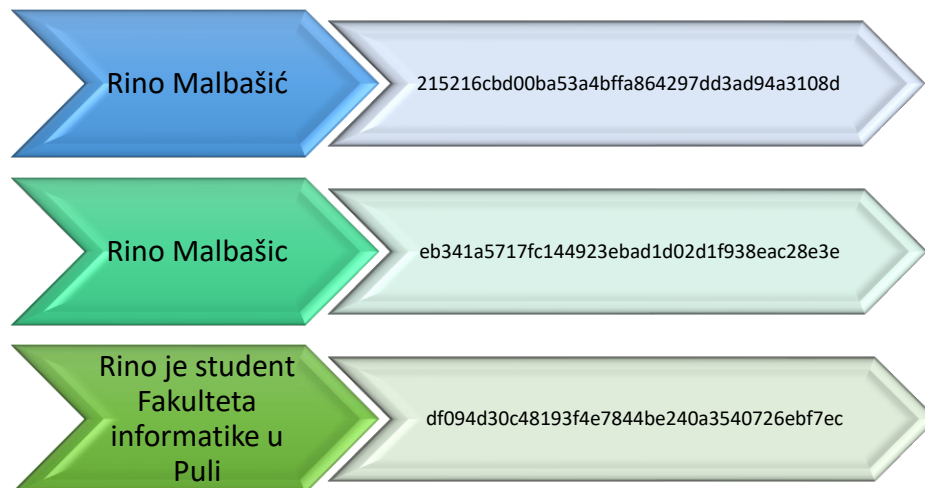 Rino Malbašić
215216cbd00ba53a4bffa864297dd3ad94a3108d
Rino Malbašic
eb341a5717fc144923ebad1d02d1f938eac28e3e
Rino je student
Fakulteta
informatike u
Puli
df094d30c48193f4e7844be240a3540726ebf7ec